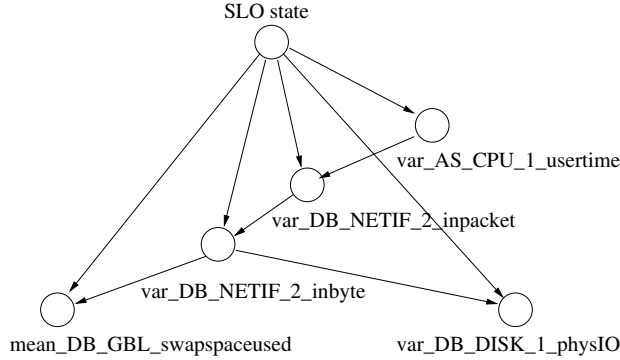 SLO state
var_AS_CPU_1_usertime
var_DB_NETIF_2_inpacket
var_DB_NETIF_2_inbyte
mean_DB_GBL_swapspaceused
var_DB_DISK_1_physIO